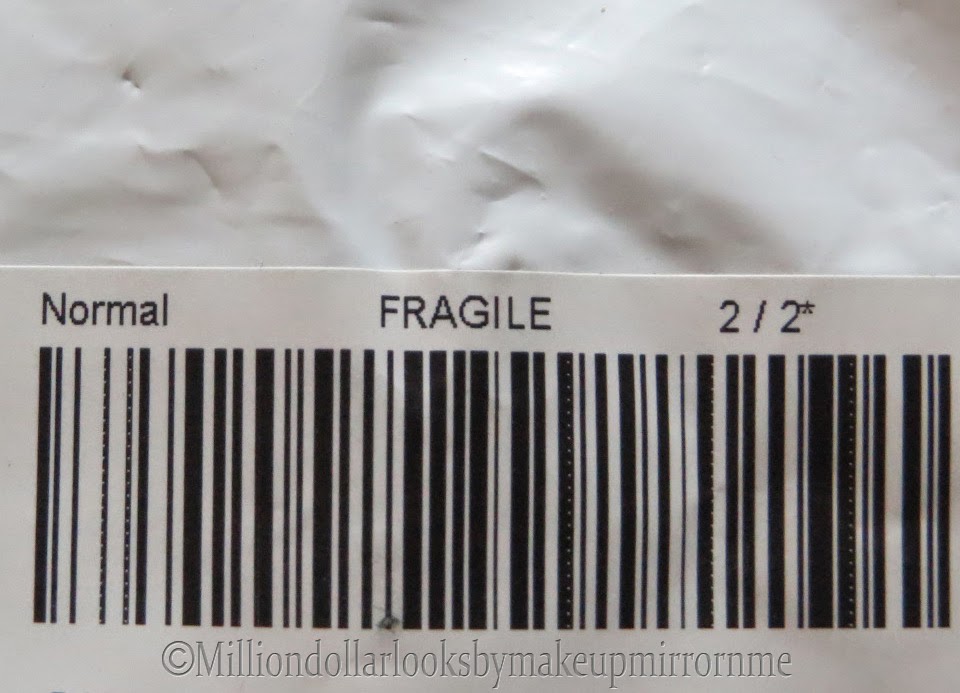 Normal FRAGILE 2 / 2*
©Milliondollarlooksbymakeupmirrornme